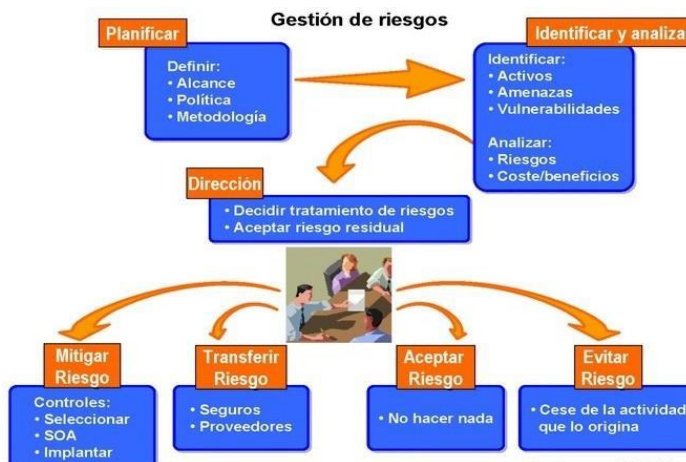 Gestión de riesgos
Planificar
Definir:
• Alcance
• Política
• Metodología
Identificar y analiza
Identificar:
• Activos
• Amenazas
• Vulnerabilidades
Analizar:
• Riesgos
• Coste/beneficios
Dirección
• Decidir tratamiento de riesgos
• Aceptar riesgo residual
Mitigar
Riesgo
Controles:
• Seleccionar
• SOA
• Implantar
Transferir
Riesgo
• Seguros
• Proveedores
Aceptar
Riesgo
• No hacer nada
Evitar
Riesgo
• Cese de la actividad
que lo origina